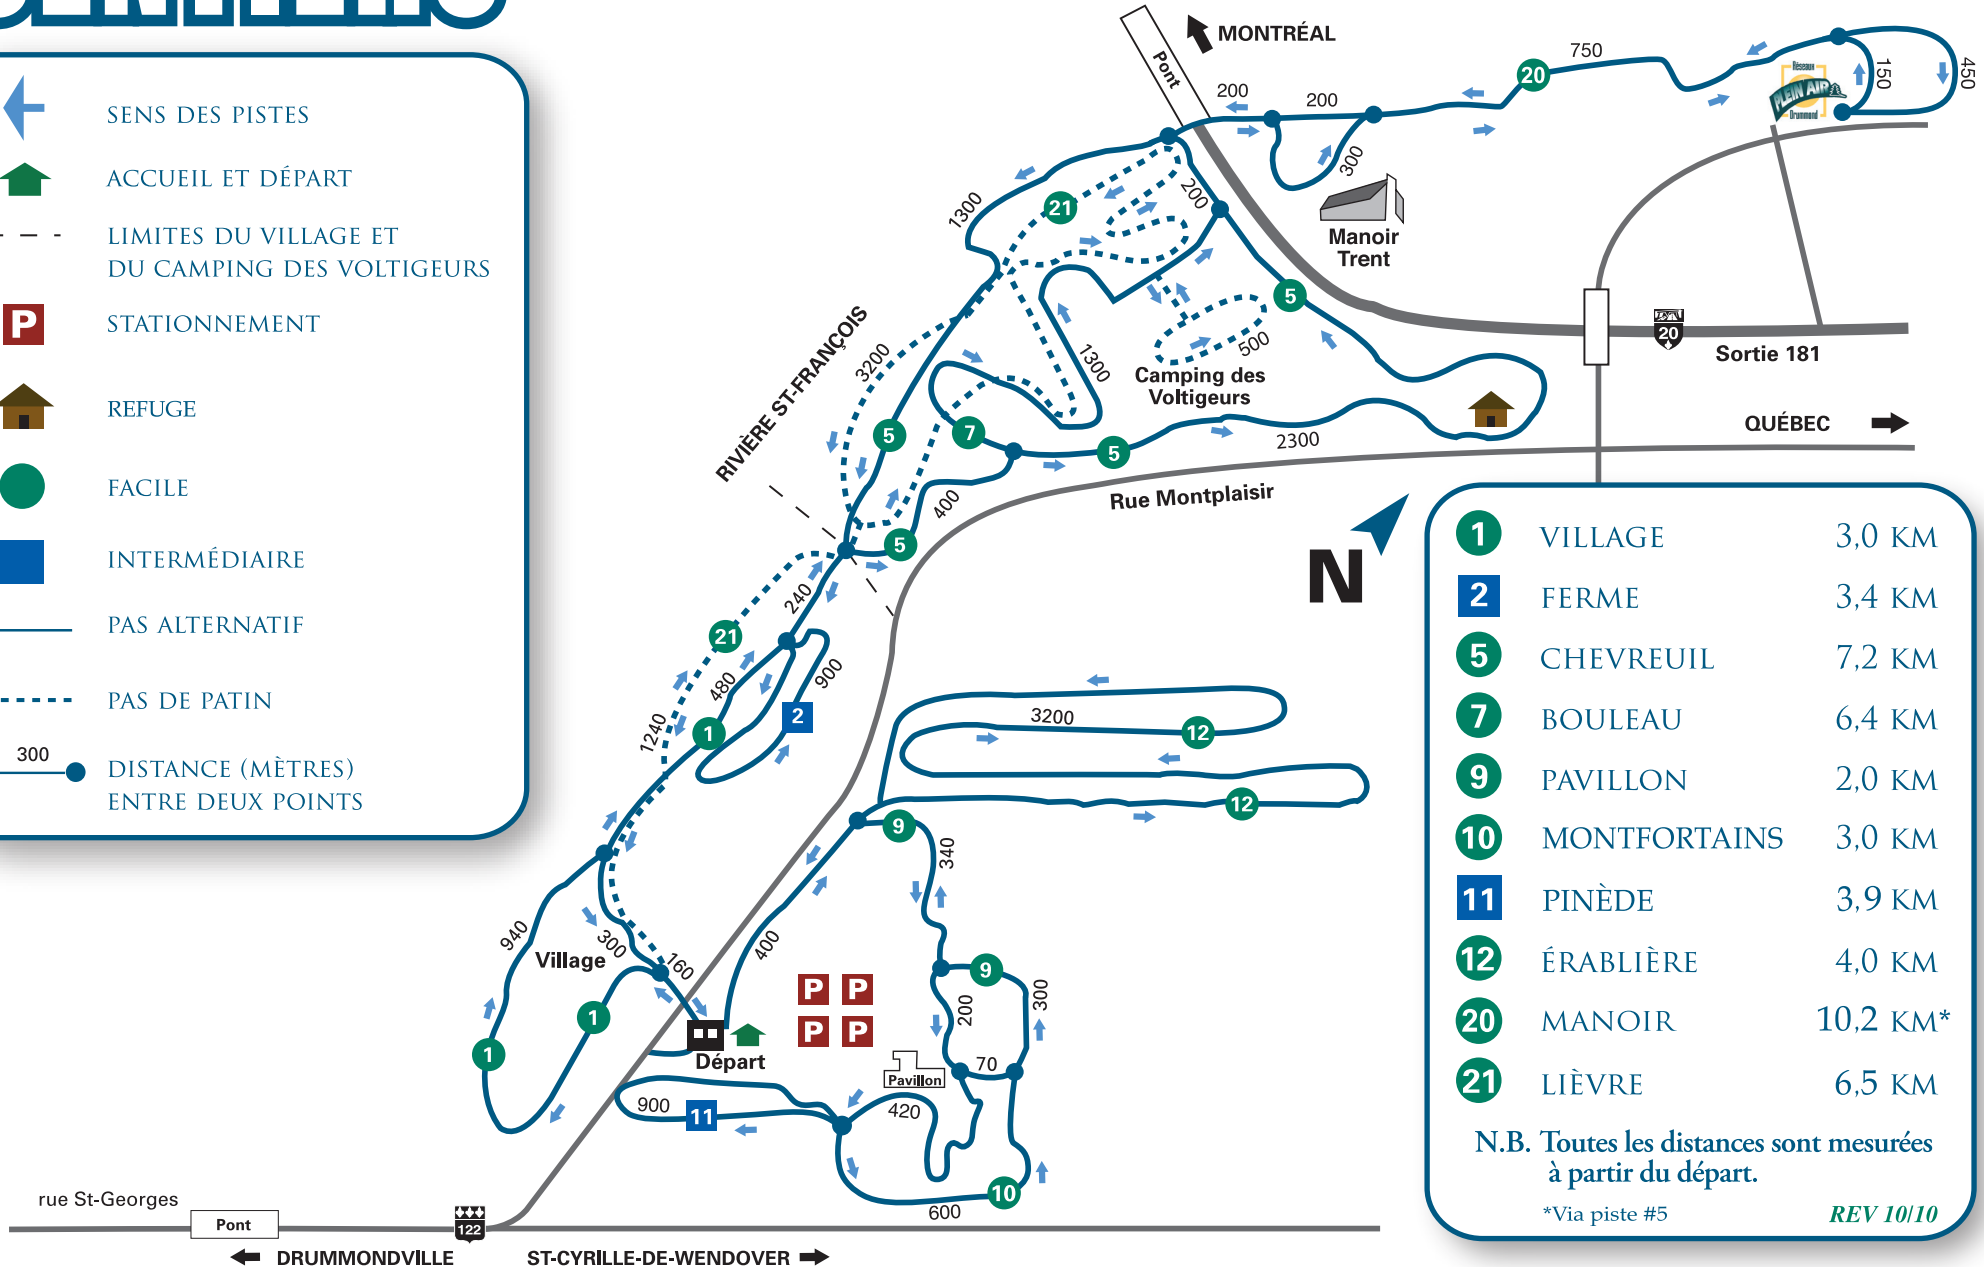 SENS DES PISTES
ACCUEIL ET DÉPART
LIMITES DU VILLAGE ET
DU CAMPING DES VOLTIGEURS
P
STATIONNEMENT
REFUGE
FACILE
INTERMÉDIAIRE
PAS ALTERNATIF
PAS DE PATIN
300
DISTANCE (MÈTRES)
ENTRE DEUX POINTS
MONTRÉAL
Pont
200
200
300
20
750
150
450
Réseaux
PLEIN AIR
Drummond
Manoir
Trent
20
Sortie 181
QUÉBEC
1300
21
200
5
RIVIÈRE ST-FRANÇOIS
3200
1300
500
Camping des
Voltigeurs
5
7
5
2300
400
5
Rue Montplaisir
N
240
21
480
900
1240
1
2
3200
12
12
9
340
940
300
Village
160
400
P P
P P
9
200
300
1
1
Départ
Pavillon
70
900
11
420
10
600
rue St-Georges
Pont
122
DRUMMONDVILLE
ST-CYRILLE-DE-WENDOVER
1 VILLAGE 3,0 KM
2 FERME 3,4 KM
5 CHEVREUIL 7,2 KM
7 BOULEAU 6,4 KM
9 PAVILLON 2,0 KM
10 MONTFORTAINS 3,0 KM
11 PINÈDE 3,9 KM
12 ÉRABLIÈRE 4,0 KM
20 MANOIR 10,2 KM*
21 LIÈVRE 6,5 KM
N.B. Toutes les distances sont mesurées
à partir du départ.
*Via piste #5
REV 10/10